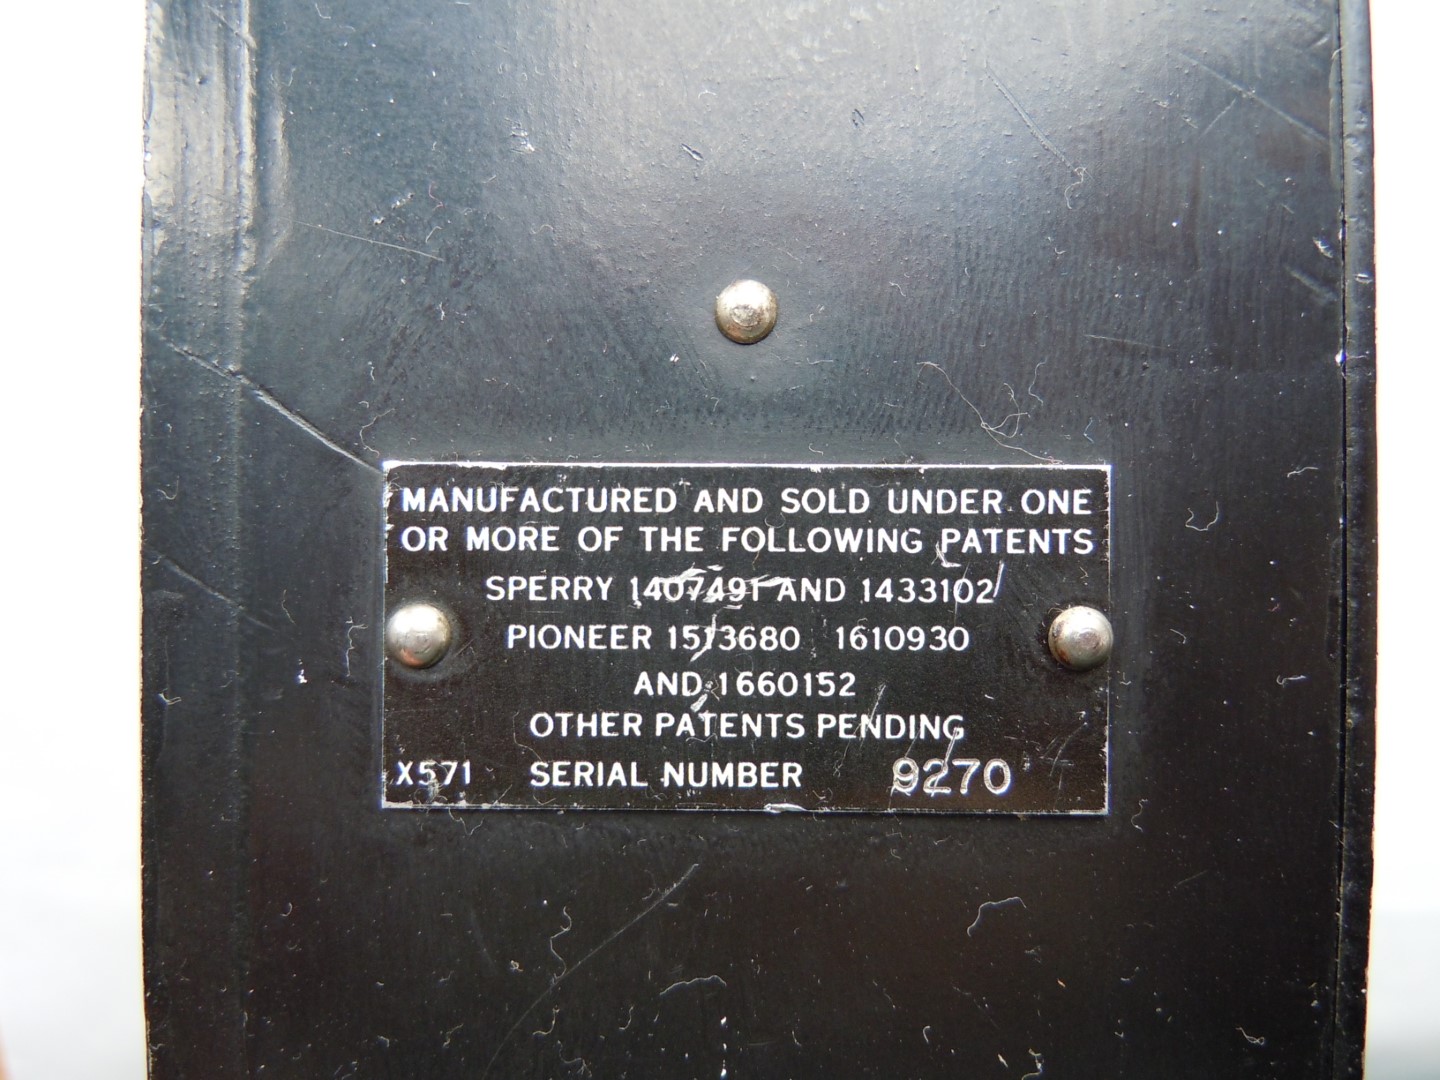 MANUFACTURED AND SOLD UNDER ONE
OR MORE OF THE FOLLOWING PATENTS
SPERRY 1407491 AND 1433102
PIONEER 1513680 1610930
AND 1660152
OTHER PATENTS PENDING
X571 SERIAL NUMBER 9270